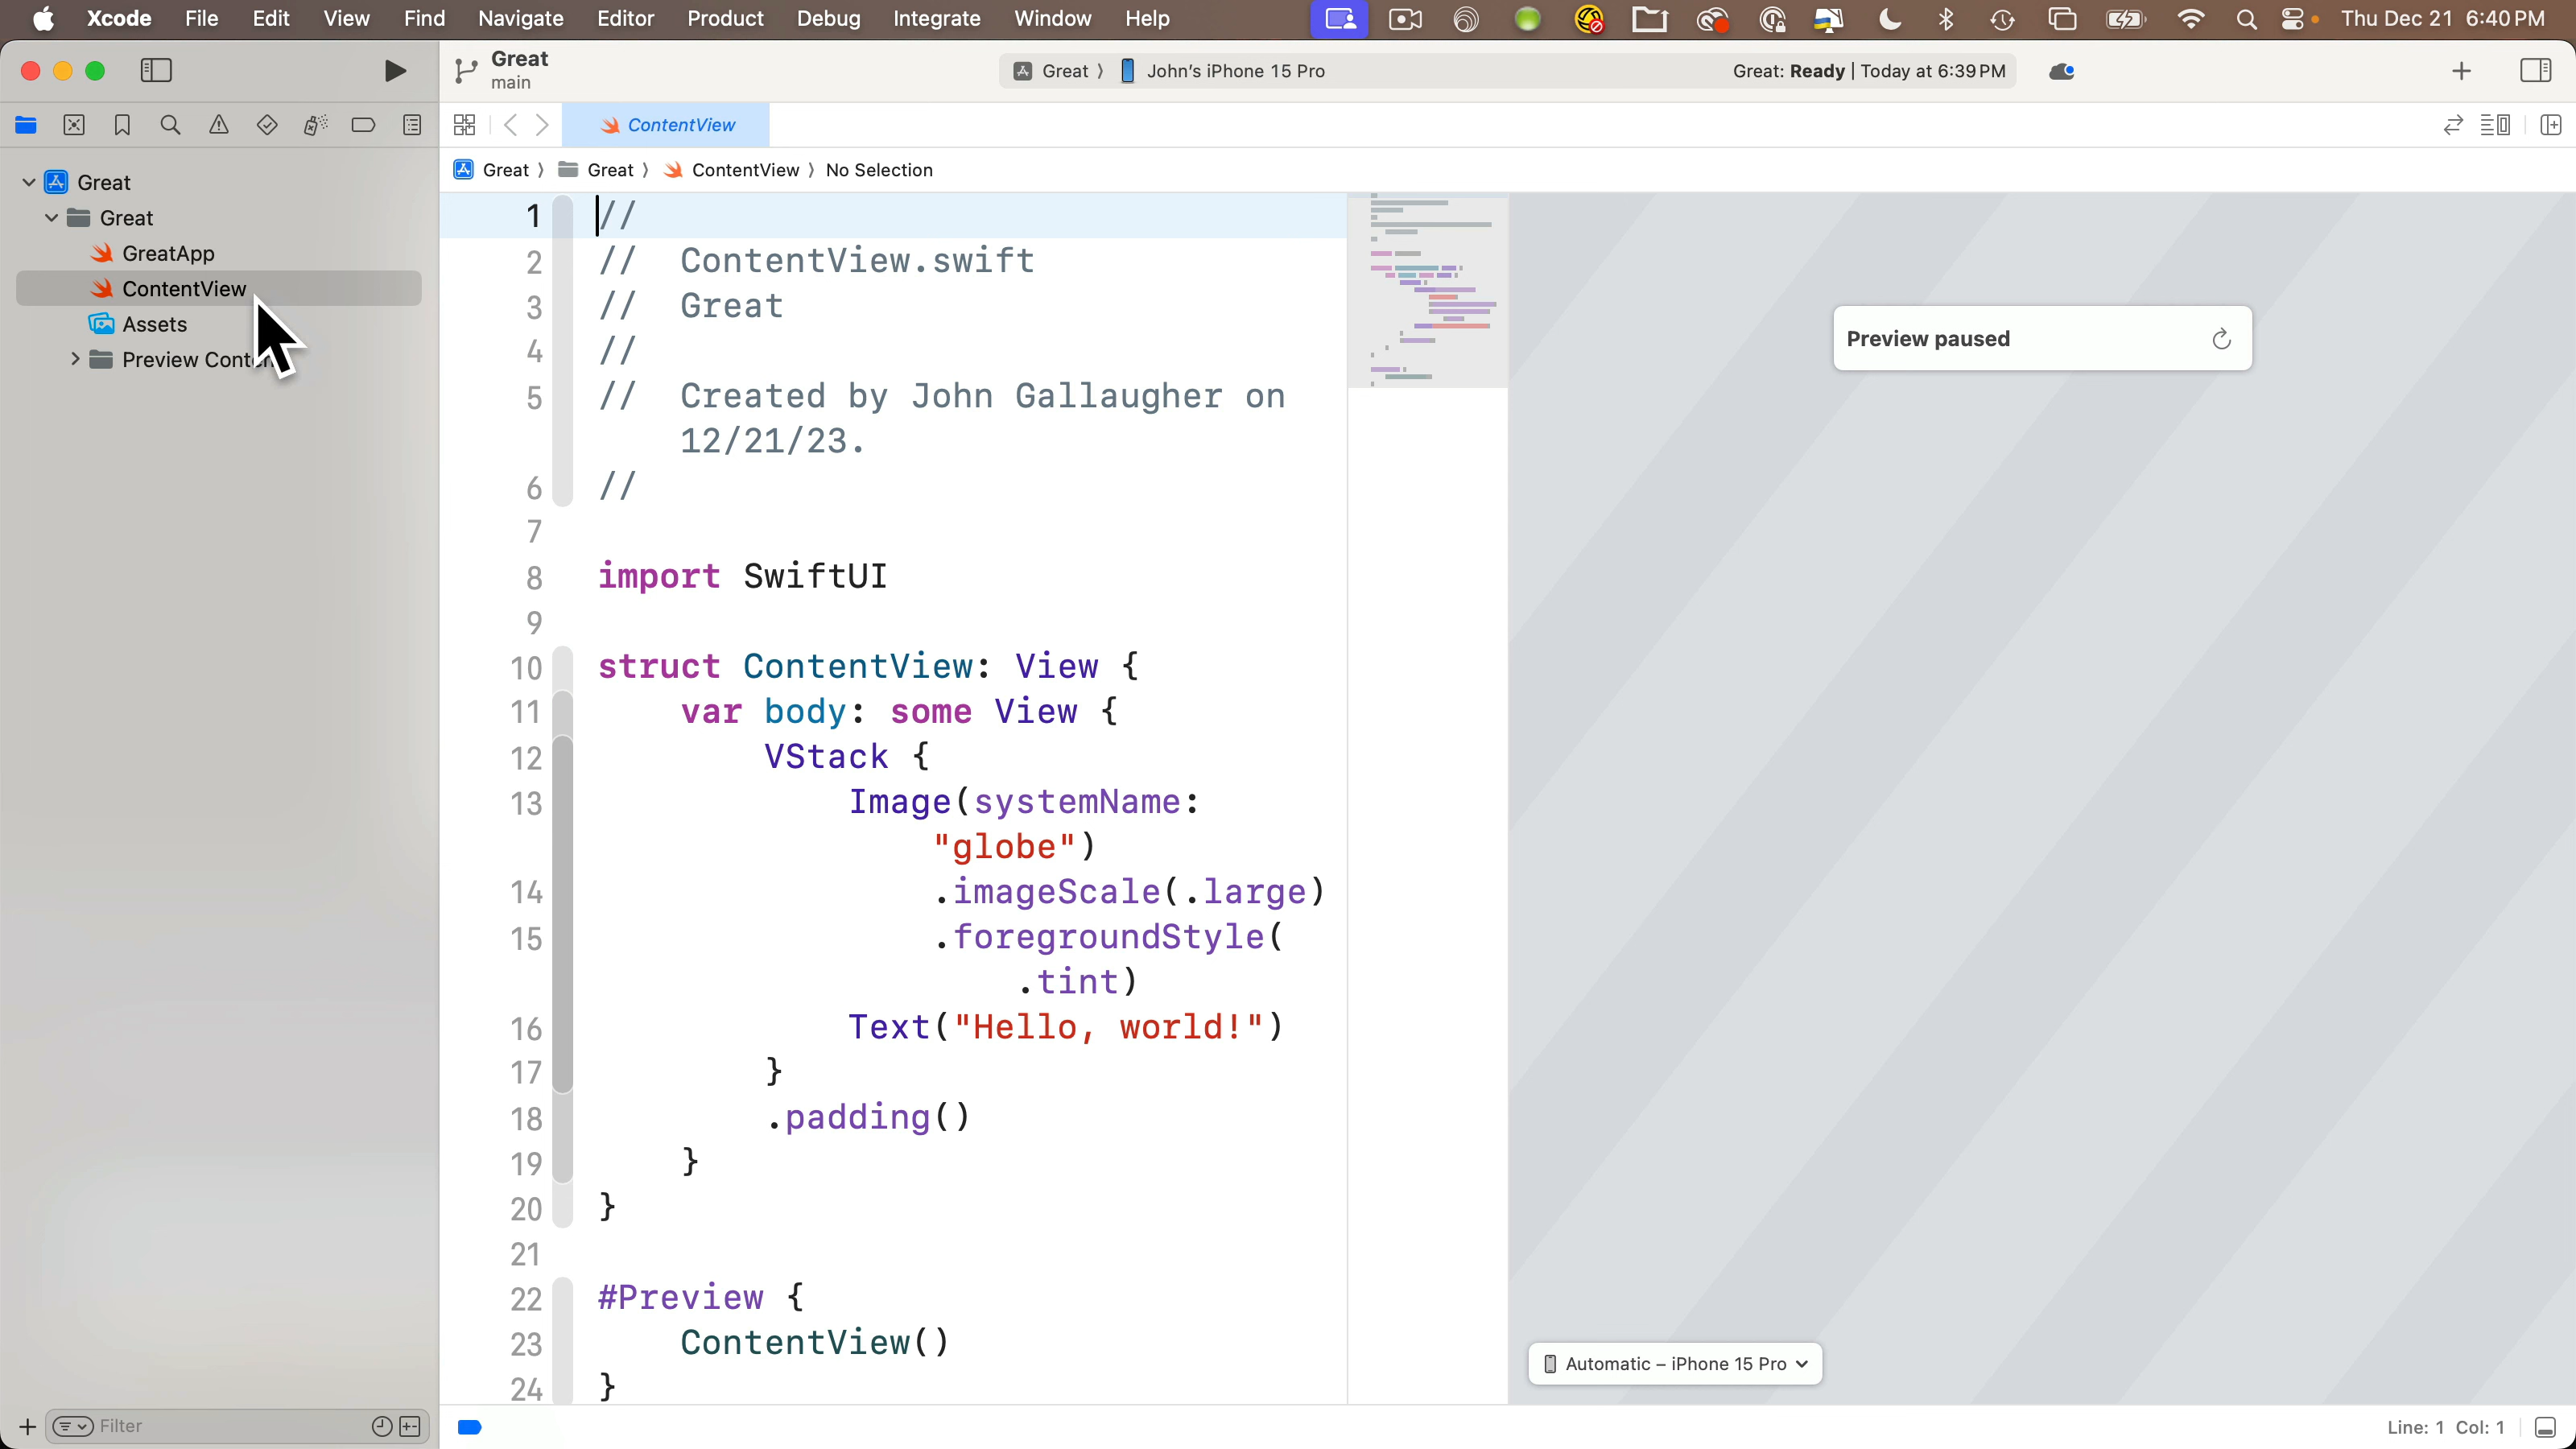 Xcode File Edit View Find Navigate Editor Product Debug Integrate Window Help Thu Dec 21 6:40 PM
Great
main
Great 〉 John's iPhone 15 Pro
Great: Ready | Today at 6:39 PM
ContentView
Great 〉 Great 〉 ContentView 〉 No Selection
Great
Great
GreatApp
ContentView
Assets
Preview Conten
1 //
2 //  ContentView.swift
3 //  Great
4 //
5 //  Created by John Gallaugher on
12/21/23.
6 //
7
8 import SwiftUI
9
10 struct ContentView: View {
11 var body: some View {
12 VStack {
13 Image(systemName:
"globe")
14 .imageScale(.large)
15 .foregroundStyle(
.tint)
16 Text("Hello, world!")
17 }
18 .padding()
19 }
20 }
21
22 #Preview {
23 ContentView()
24 }
Preview paused
Automatic – iPhone 15 Pro
Filter
Line: 1 Col: 1